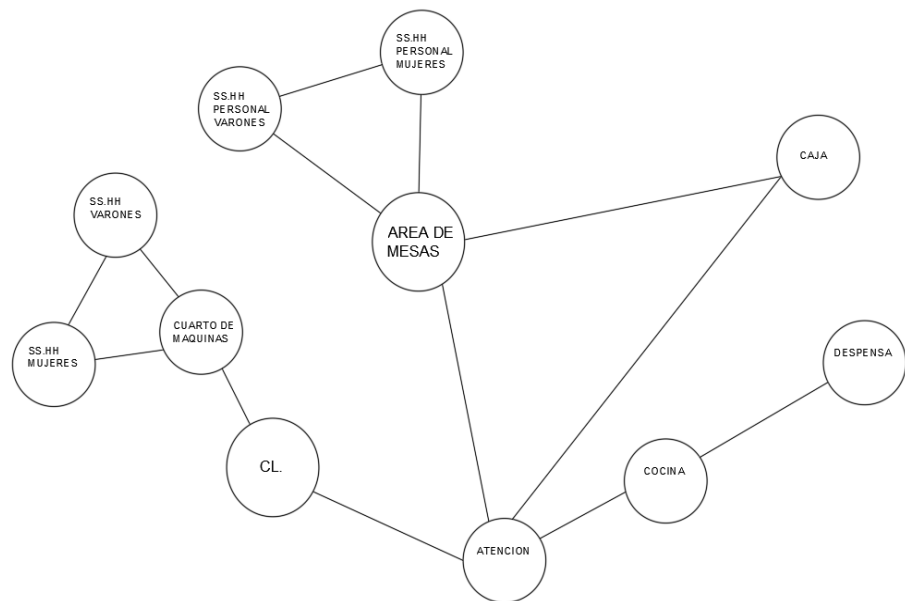 SS.HH
PERSONAL
MUJERES
SS.HH
PERSONAL
VARONES
CAJA
SS.HH
VARONES
AREA DE
MESAS
CUARTO DE
MAQUINAS
SS.HH
MUJERES
DESPENSA
CL.
COCINA
ATENCION